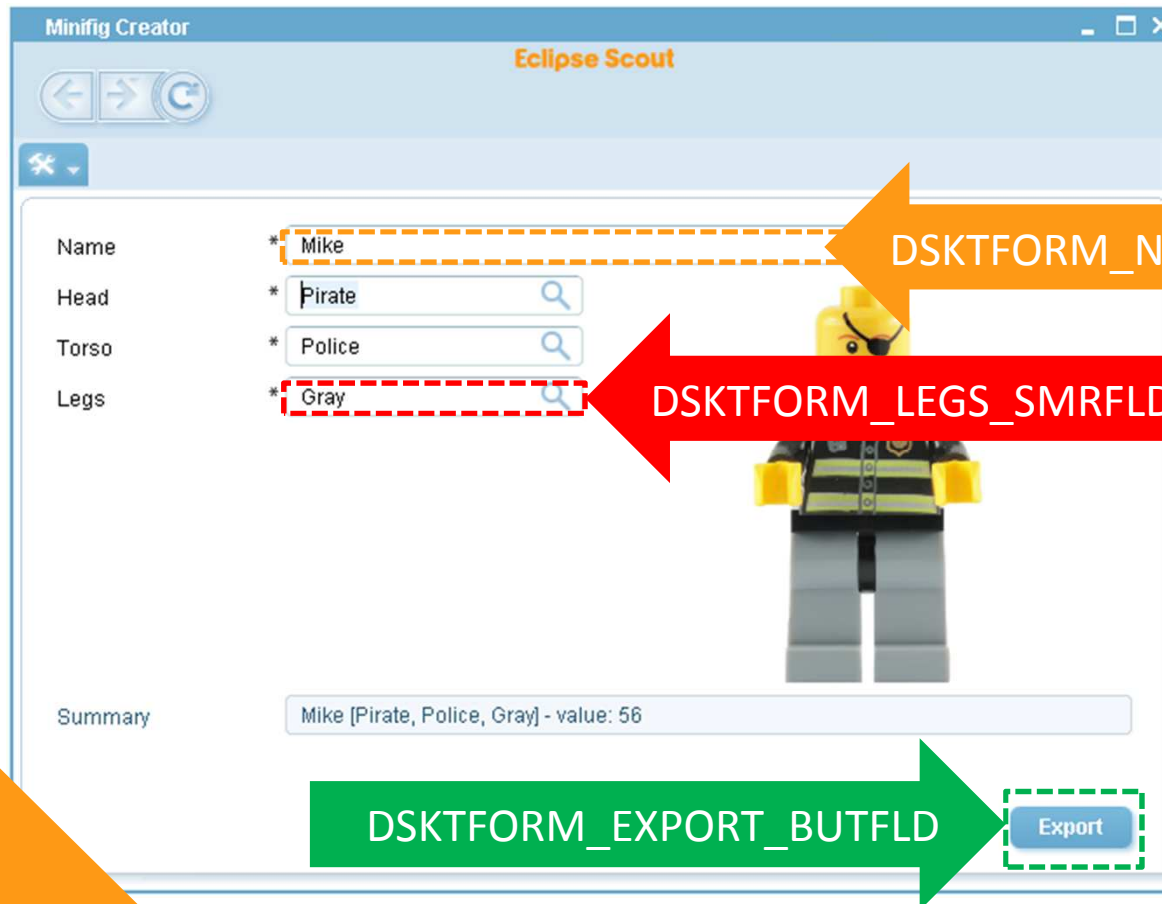 Minifig Creator
Eclipse Scout
Name * Mike
DSKTFORM_N
Head * Pirate
Torso * Police
Legs * Gray
DSKTFORM_LEGS_SMRFLD
Summary Mike [Pirate, Police, Gray] - value: 56
DSKTFORM_EXPORT_BUTFLD
Export